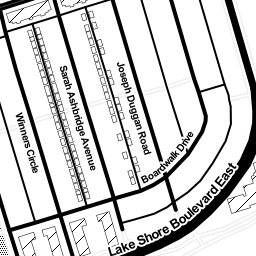 Winners Circle
Sarah Ashbridge Avenue
Joseph Duggan Road
Boardwalk Drive
Lake Shore Boulevard East